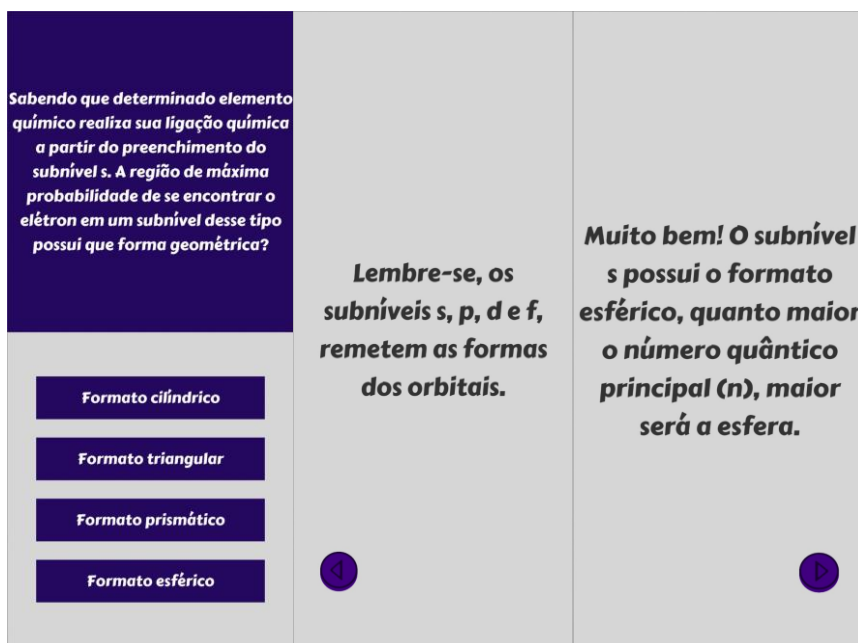 Sabendo que determinado elemento
químico realiza sua ligação química
a partir do preenchimento do
subnível s. A região de máxima
probabilidade de se encontrar o
elétron em um subnível desse tipo
possui que forma geométrica?
Formato cilíndrico
Formato triangular
Formato prismático
Formato esférico
Lembre-se, os
subníveis s, p, d e f,
remetem as formas
dos orbitais.
Muito bem! O subnível
s possui o formato
esférico, quanto maior
o número quântico
principal (n), maior
será a esfera.